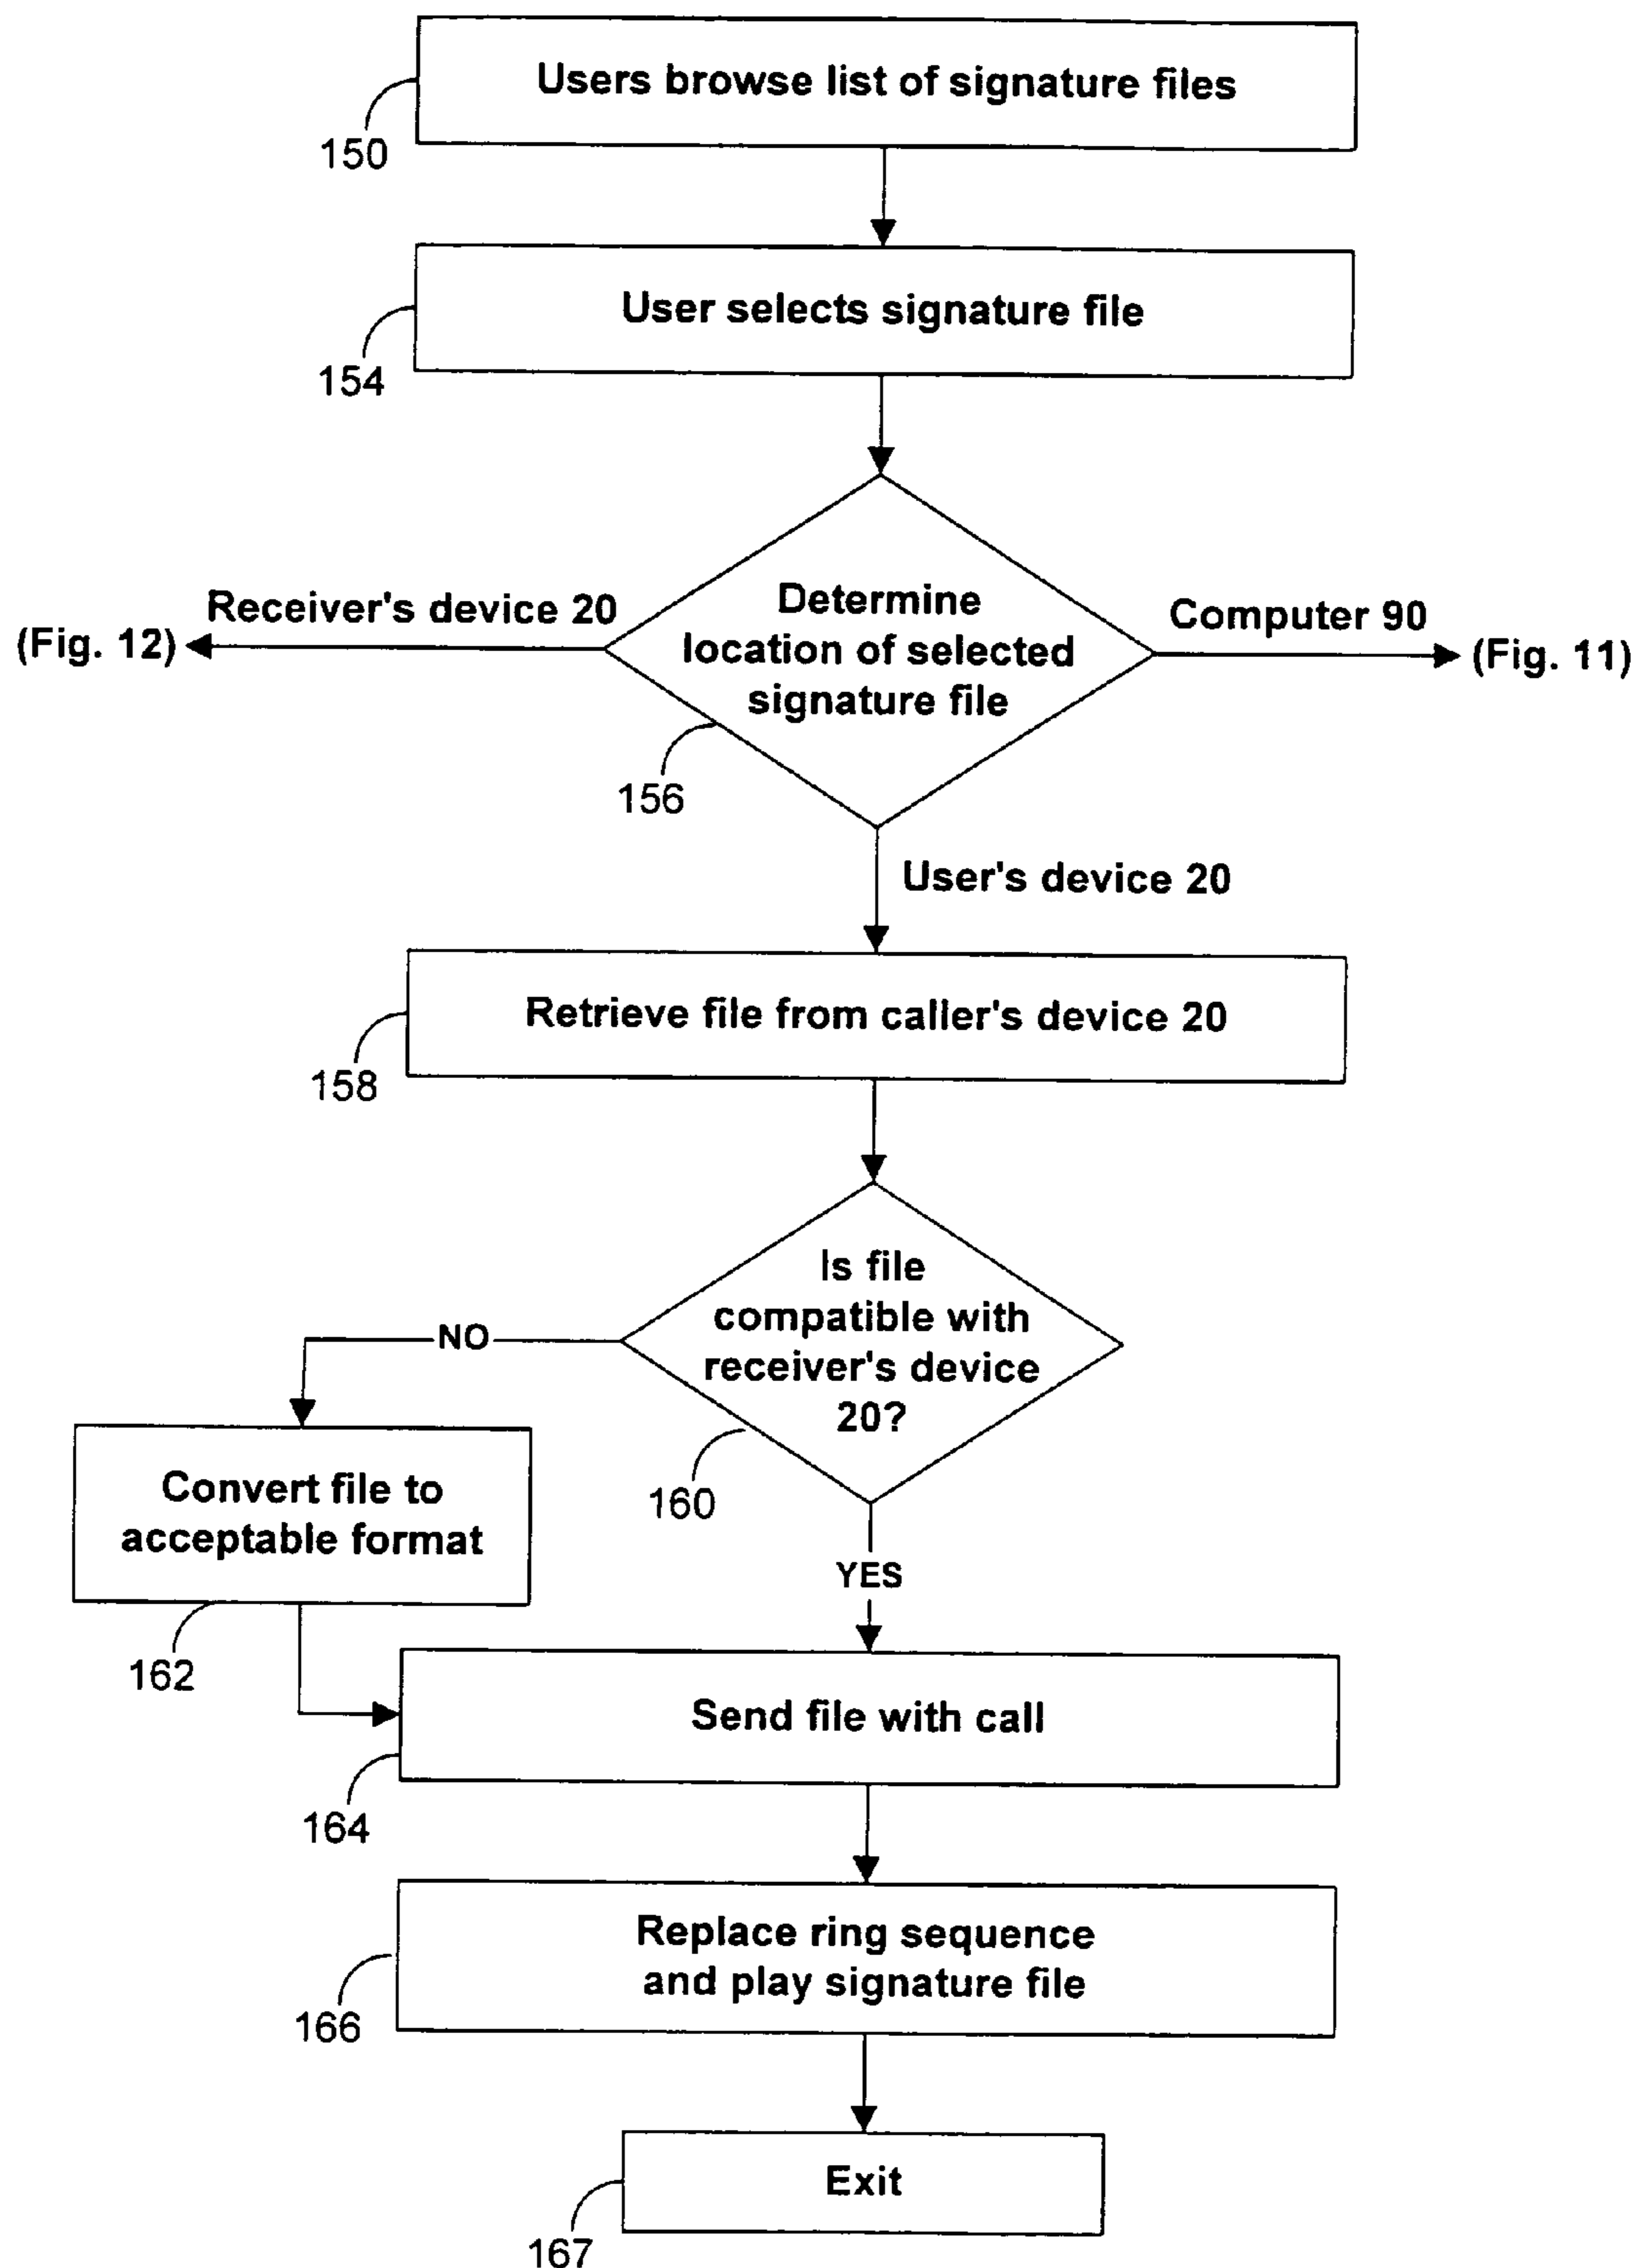 Users browse list of signature files
150
User selects signature file
154
Receiver's device 20
(Fig. 12)
Determine
location of selected
signature file
Computer 90
(Fig. 11)
156
User's device 20
Retrieve file from caller's device 20
158
Is file
compatible with
receiver's device
20?
NO
160
Convert file to
acceptable format
YES
162
Send file with call
164
Replace ring sequence
and play signature file
166
Exit
167